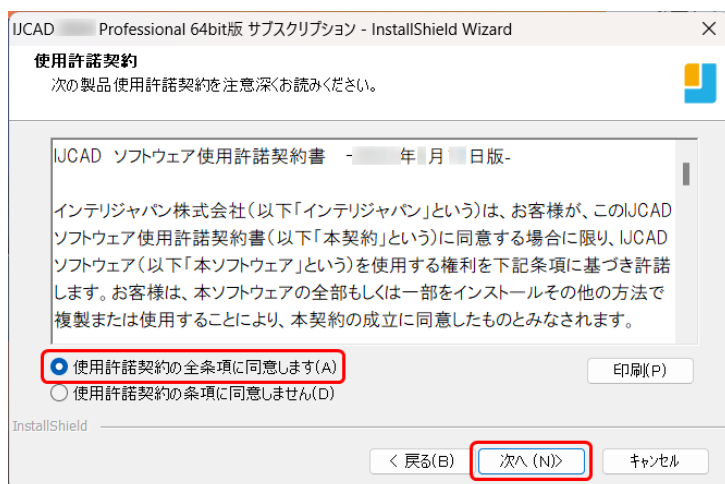 IJCAD Professional 64bit版 サブスクリプション - InstallShield Wizard
使用許諾契約
次の製品使用許諾契約を注意深くお読みください。
IJCAD ソフトウェア使用許諾契約書 - 年 月 日版-
インテリジャパン株式会社(以下「インテリジャパン」という)は、お客様が、このIJCAD
ソフトウェア使用許諾契約書(以下「本契約」という)に同意する場合に限り、IJCAD
ソフトウェア(以下「本ソフトウェア」という)を使用する権利を下記条項に基づき許諾
します。お客様は、本ソフトウェアの全部もしくは一部をインストールその他の方法で
複製または使用することにより、本契約の成立に同意したものとみなされます。
使用許諾契約の全条項に同意します(A)
印刷(P)
使用許諾契約の条項に同意しません(D)
InstallShield
< 戻る(B)
次へ (N)>
キャンセル